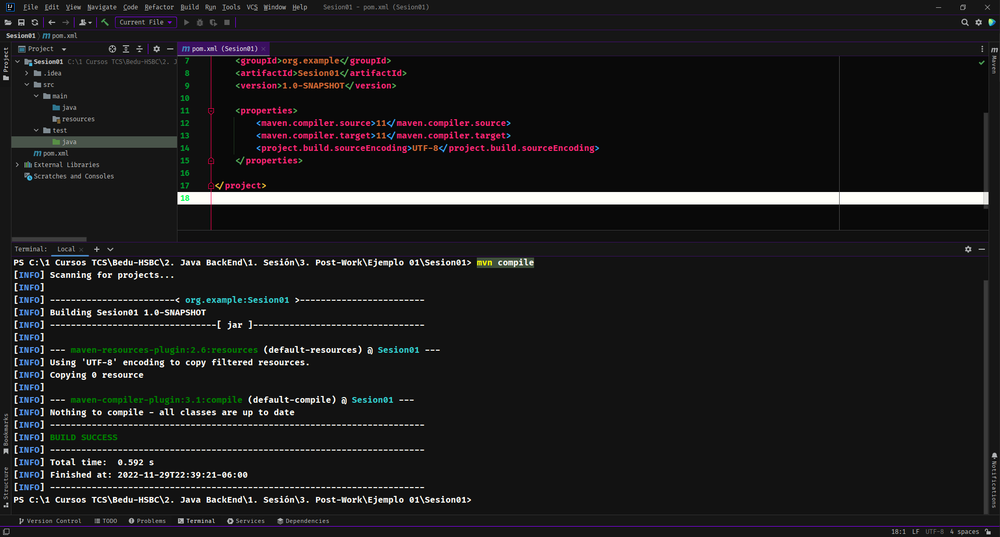 File Edit View Navigate Code Refactor Build Run Tools VCS Window Help Sesion01 - pom.xml (Sesion01)
Current File
Sesion01 pom.xml
Project
Project
pom.xml (Sesion01)
Maven
Sesion01 C:\1 Cursos TCS\Bedu-HSBC\2. J
.idea
src
main
java
resources
test
java
pom.xml
External Libraries
Scratches and Consoles
7 <groupId>org.example</groupId>
8 <artifactId>Sesion01</artifactId>
9 <version>1.0-SNAPSHOT</version>
10
11 <properties>
12 <maven.compiler.source>11</maven.compiler.source>
13 <maven.compiler.target>11</maven.compiler.target>
14 <project.build.sourceEncoding>UTF-8</project.build.sourceEncoding>
15 </properties>
16
17 </project>
18
Terminal: Local
PS C:\1 Cursos TCS\Bedu-HSBC\2. Java BackEnd\1. Sesión\3. Post-Work\Ejemplo 01\Sesion01> mvn compile
[INFO] Scanning for projects...
[INFO]
[INFO] ------------------------< org.example:Sesion01 >------------------------
[INFO] Building Sesion01 1.0-SNAPSHOT
[INFO] --------------------------------[ jar ]---------------------------------
[INFO]
[INFO] --- maven-resources-plugin:2.6:resources (default-resources) @ Sesion01 ---
[INFO] Using 'UTF-8' encoding to copy filtered resources.
[INFO] Copying 0 resource
[INFO]
[INFO] --- maven-compiler-plugin:3.1:compile (default-compile) @ Sesion01 ---
[INFO] Nothing to compile - all classes are up to date
[INFO] ------------------------------------------------------------------------
[INFO] BUILD SUCCESS
[INFO] ------------------------------------------------------------------------
[INFO] Total time:  0.592 s
[INFO] Finished at: 2022-11-29T22:39:21-06:00
[INFO] ------------------------------------------------------------------------
PS C:\1 Cursos TCS\Bedu-HSBC\2. Java BackEnd\1. Sesión\3. Post-Work\Ejemplo 01\Sesion01>
Bookmarks
Structure
Notifications
Version Control TODO Problems Terminal Services Dependencies
18:1 LF UTF-8 4 spaces